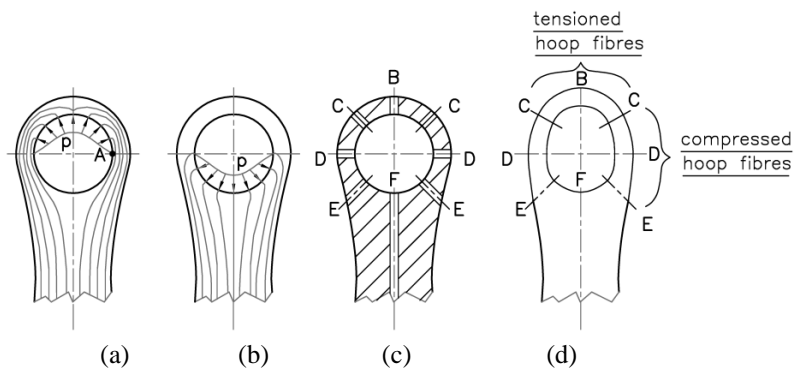 tensioned
hoop fibres
p
A
p
B
C
C
D
D
F
E
E
B
C
C
D
D
F
E
E
compressed
hoop fibres
(a)
(b)
(c)
(d)